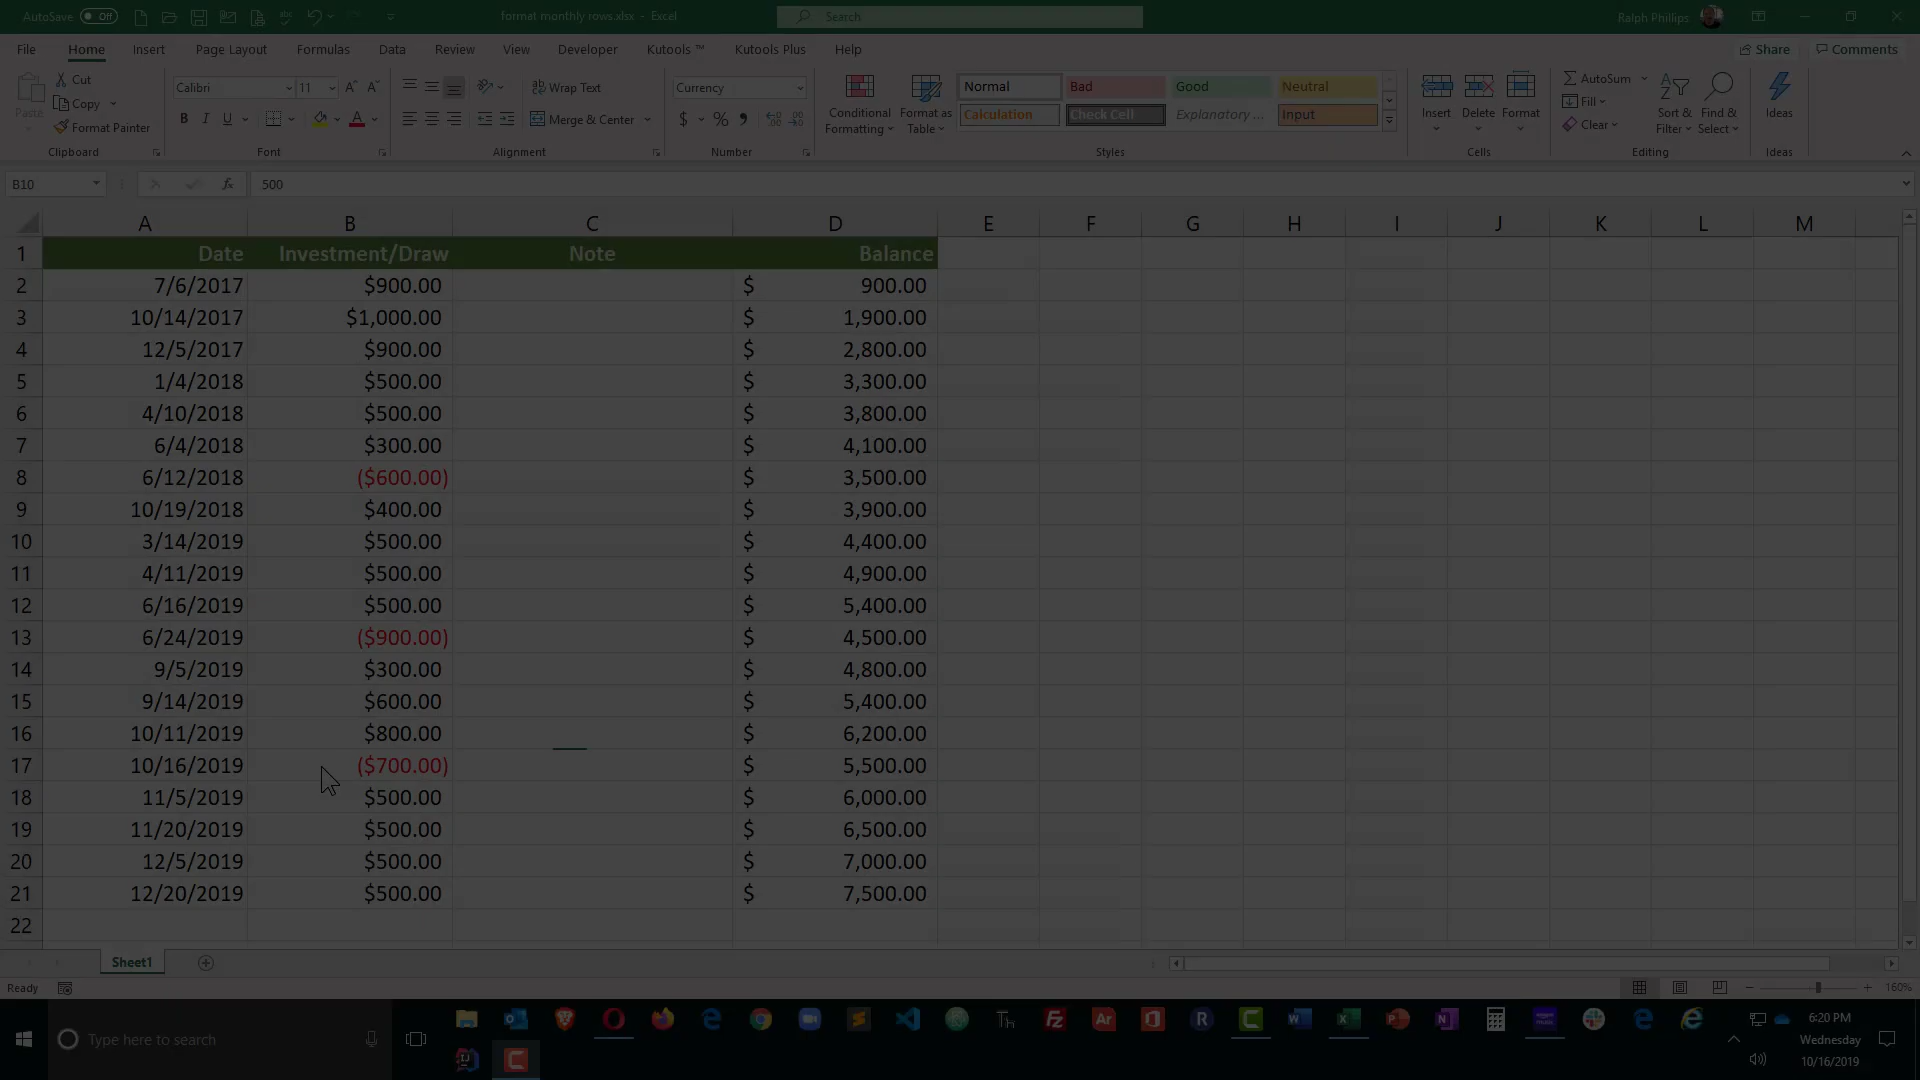 AutoSave Off format monthly rows.xlsx - Excel Search Ralph Phillips
File Home Insert Page Layout Formulas Data Review View Developer Kutools ™ Kutools Plus Help Share Comments
Paste Cut Copy Format Painter Clipboard
Calibri 11 B I U Font
Wrap Text Merge & Center Alignment
Currency $ % Number
Conditional Formatting Format as Table Normal Bad Good Neutral
Calculation Check Cell Explanatory ... Input Styles
Insert Delete Format Cells
AutoSum Fill Clear Sort & Filter Find & Select Editing
Ideas Ideas
B10 fx 500
A B C D E F G H I J K L M
1 Date Investment/Draw Note Balance
2 7/6/2017 $900.00 $ 900.00
3 10/14/2017 $1,000.00 $ 1,900.00
4 12/5/2017 $900.00 $ 2,800.00
5 1/4/2018 $500.00 $ 3,300.00
6 4/10/2018 $500.00 $ 3,800.00
7 6/4/2018 $300.00 $ 4,100.00
8 6/12/2018 ($600.00) $ 3,500.00
9 10/19/2018 $400.00 $ 3,900.00
10 3/14/2019 $500.00 $ 4,400.00
11 4/11/2019 $500.00 $ 4,900.00
12 6/16/2019 $500.00 $ 5,400.00
13 6/24/2019 ($900.00) $ 4,500.00
14 9/5/2019 $300.00 $ 4,800.00
15 9/14/2019 $600.00 $ 5,400.00
16 10/11/2019 $800.00 $ 6,200.00
17 10/16/2019 ($700.00) $ 5,500.00
18 11/5/2019 $500.00 $ 6,000.00
19 11/20/2019 $500.00 $ 6,500.00
20 12/5/2019 $500.00 $ 7,000.00
21 12/20/2019 $500.00 $ 7,500.00
22
Sheet1
Ready 160%
Type here to search
6:20 PM
Wednesday
10/16/2019